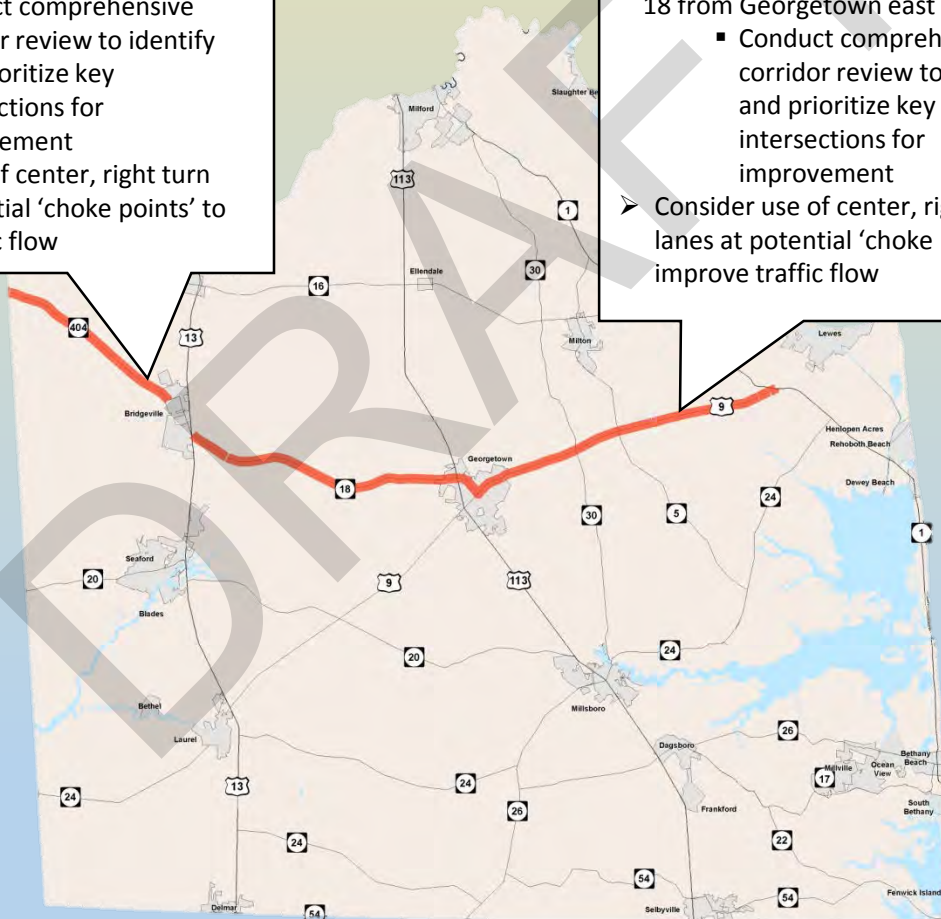 ct comprehensive
r review to identify
oritize key
ctions for
ement
f center, right turn
tial ‘choke points’ to
c flow
18 from Georgetown east
▪ Conduct compreh
corridor review to
and prioritize key
intersections for
improvement
➢ Consider use of center, rig
lanes at potential ‘choke
improve traffic flow
DRAFT
Milford
Slaughter Be
113
1
30
Ellendale
16
404
13
Milton
Lewes
Bridgeville
9
Henlopen Acres
Rehoboth Beach
Georgetown
Dewey Beach
18
30
5
24
1
Seaford
20
9
113
Blades
20
24
Bethel
Millsboro
Laurel
Dagsboro
26
Bethany
Beach
Ocean
View
Millville
17
24
13
24
26
Frankford
South
Bethany
24
22
54
54
Fenwick Island
Delmar
54
Selbyville